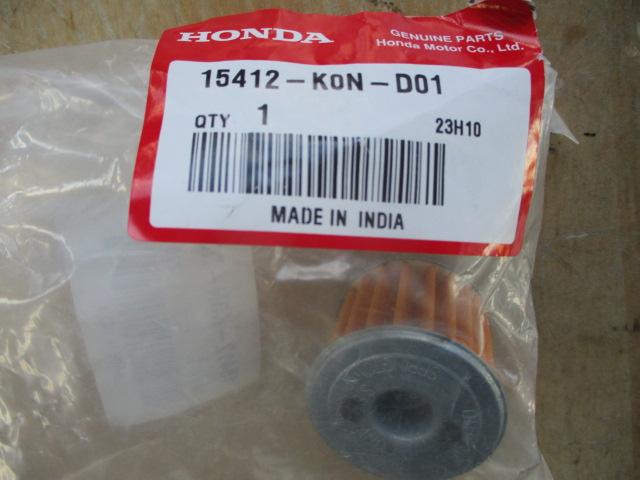 HONDA
GENUINE PARTS
Honda Motor Co., Ltd.
15412-K0N-D01
QTY 1
23H10
MADE IN INDIA